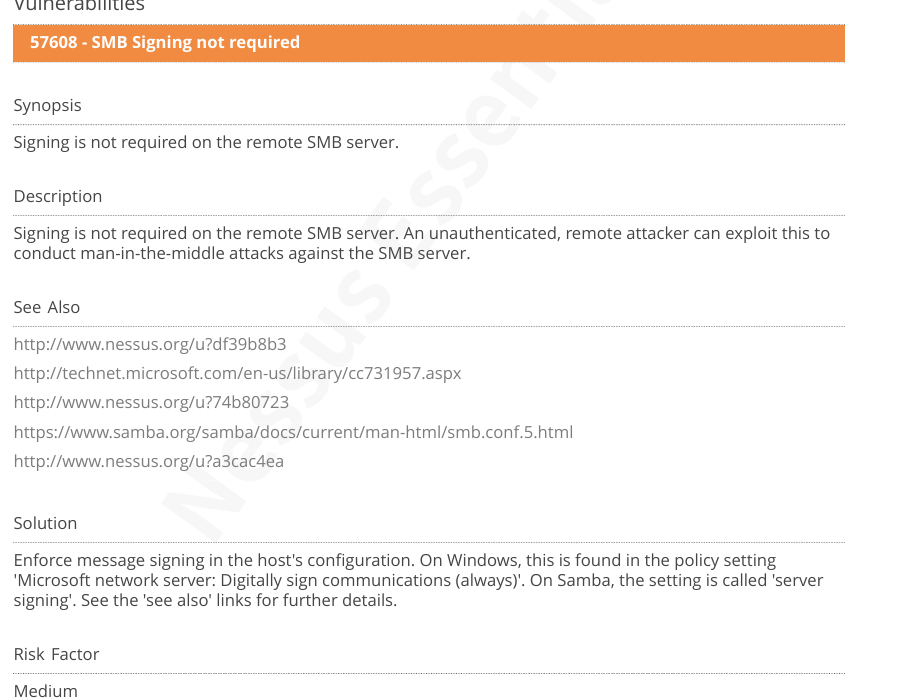 Vulnerabilities
57608 - SMB Signing not required
Synopsis
Signing is not required on the remote SMB server.
Description
Signing is not required on the remote SMB server. An unauthenticated, remote attacker can exploit this to
conduct man-in-the-middle attacks against the SMB server.
See Also
http://www.nessus.org/u?df39b8b3
http://technet.microsoft.com/en-us/library/cc731957.aspx
http://www.nessus.org/u?74b80723
https://www.samba.org/samba/docs/current/man-html/smb.conf.5.html
http://www.nessus.org/u?a3cac4ea
Solution
Enforce message signing in the host's configuration. On Windows, this is found in the policy setting
'Microsoft network server: Digitally sign communications (always)'. On Samba, the setting is called 'server
signing'. See the 'see also' links for further details.
Risk Factor
Medium
Nessus Essenti